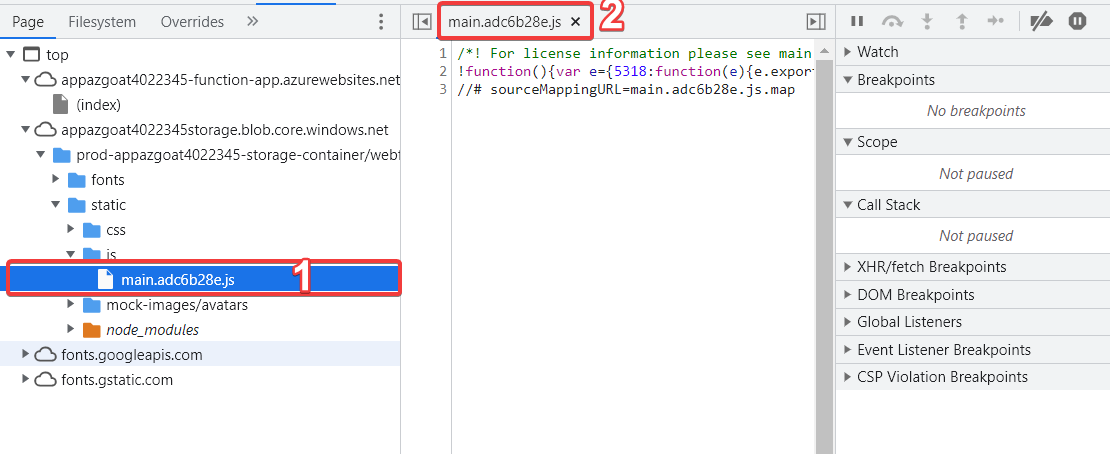 Page Filesystem Overrides »
top
appazgoat4022345-function-app.azurewebsites.net
(index)
appazgoat4022345storage.blob.core.windows.net
prod-appazgoat4022345-storage-container/webf
fonts
static
css
js
main.adc6b28e.js
1
mock-images/avatars
node_modules
fonts.googleapis.com
fonts.gstatic.com
main.adc6b28e.js ×
2
1 /*! For license information please see main
2 !function(){var e={5318:function(e){e.expor
3 //# sourceMappingURL=main.adc6b28e.js.map
Watch
Breakpoints
No breakpoints
Scope
Not paused
Call Stack
Not paused
XHR/fetch Breakpoints
DOM Breakpoints
Global Listeners
Event Listener Breakpoints
CSP Violation Breakpoints